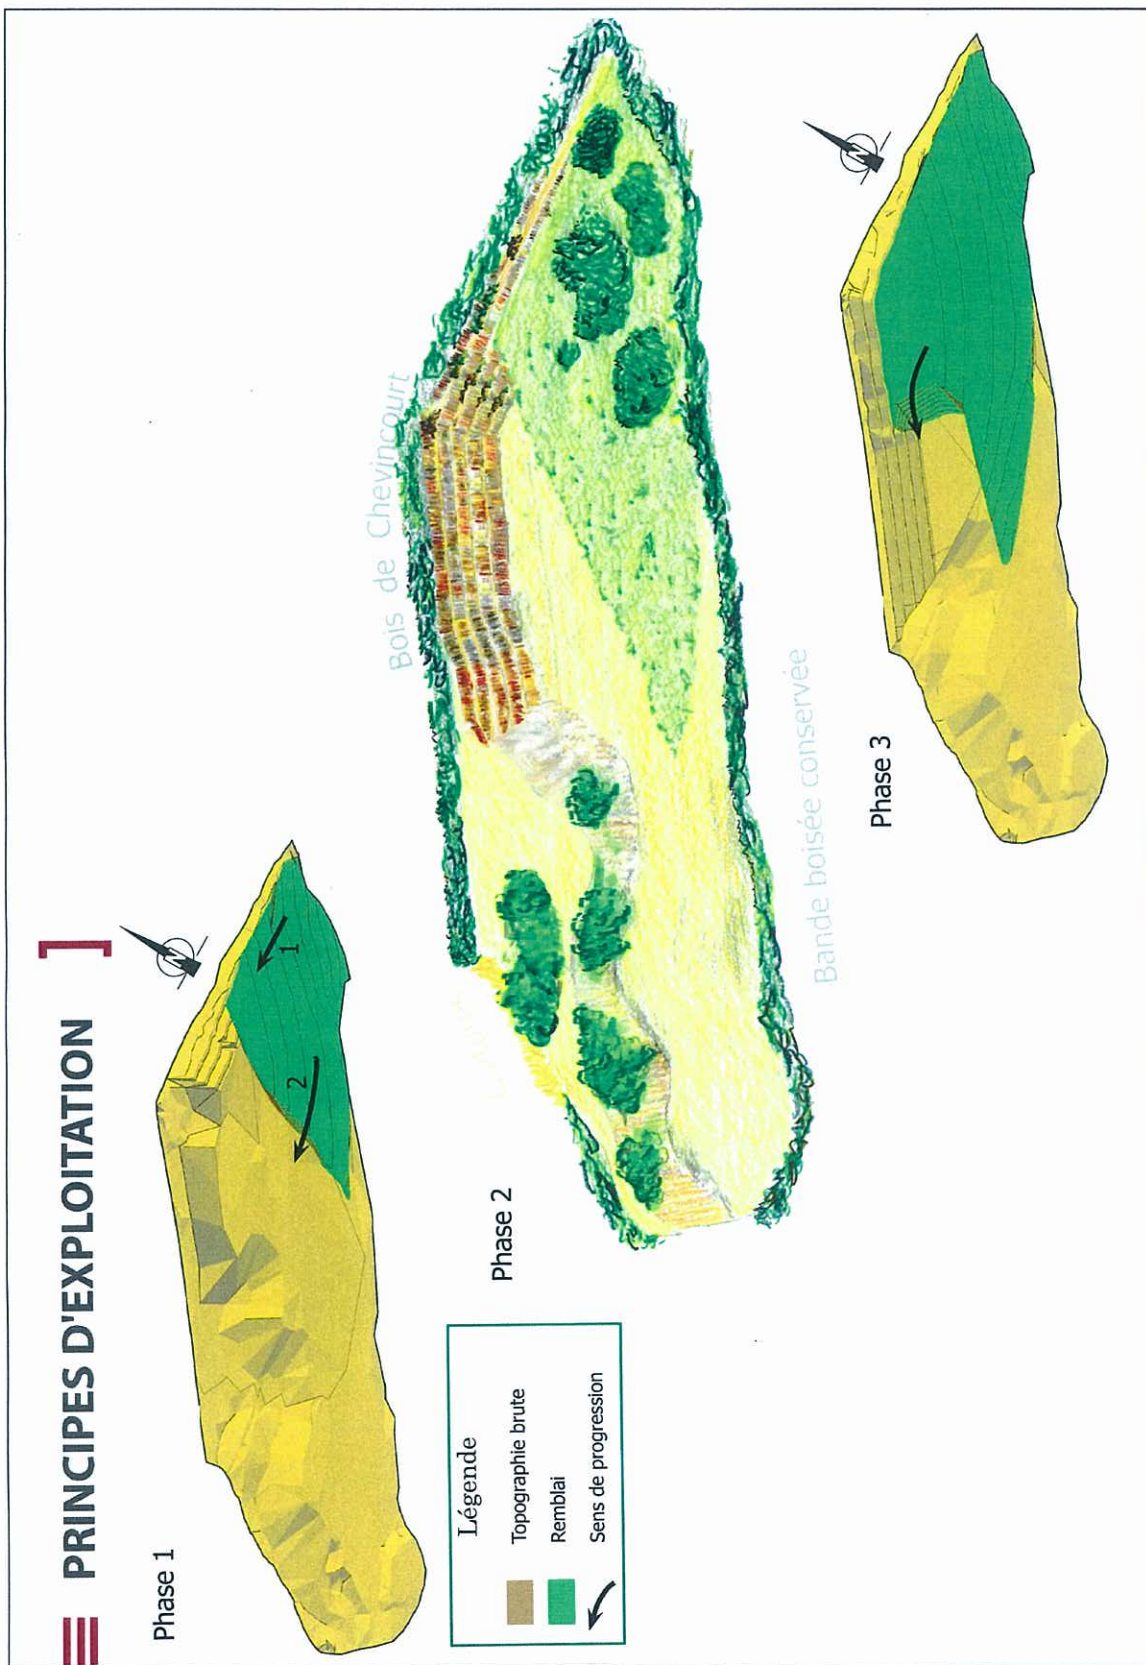 PRINCIPES D'EXPLOITATION
Phase 1
N
1
2
Légende
Topographie brute
Remblai
Sens de progression
Phase 2
Bois de Chevincourt
Bande boisée conservée
Phase 3
N